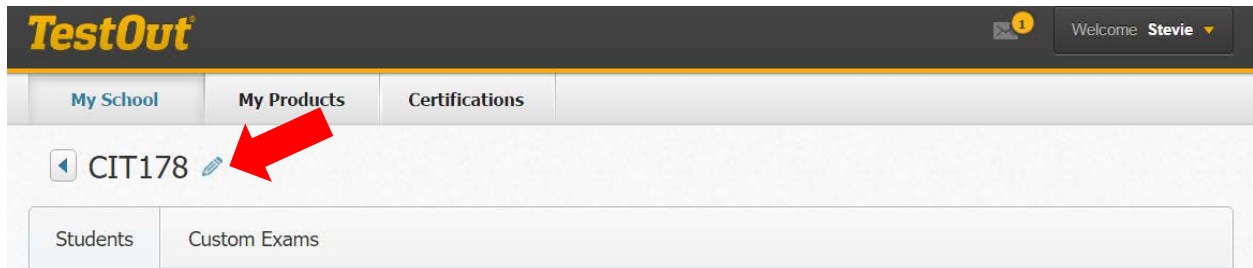 TestOut
1
Welcome Stevie
My School My Products Certifications
CIT178
Students Custom Exams